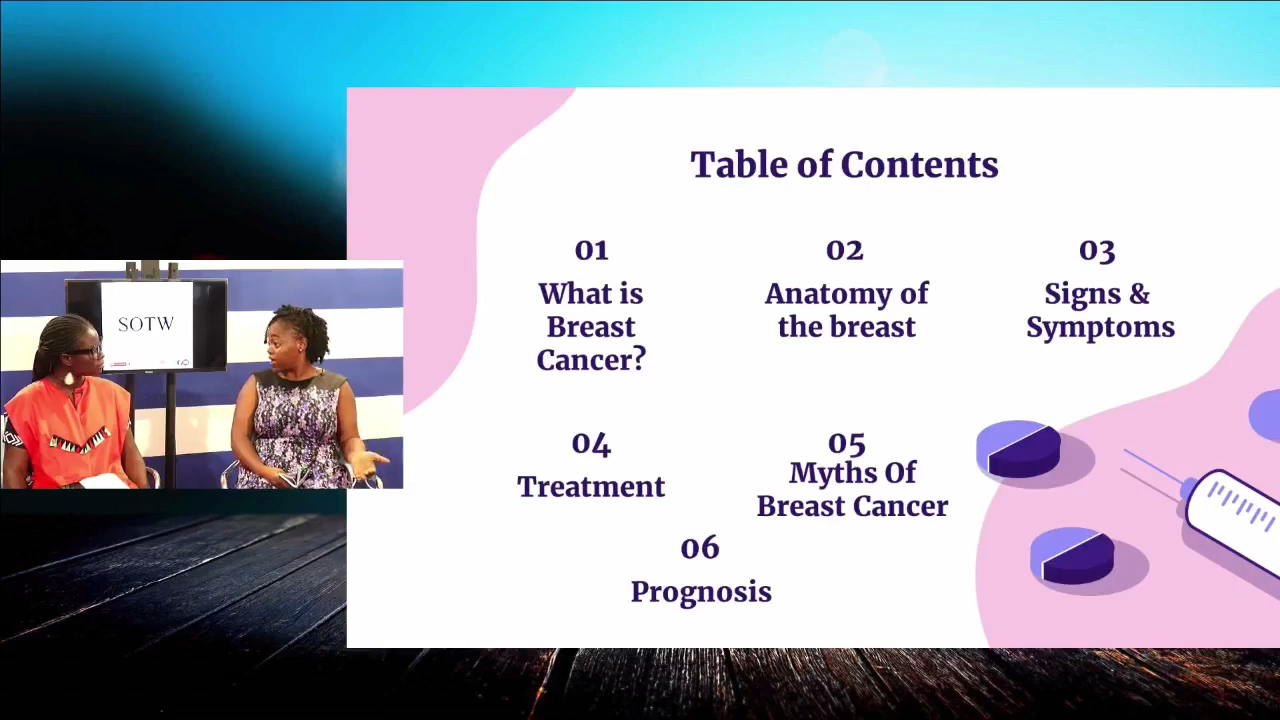 Table of Contents
01
02
03
What is
Breast
Cancer?
Anatomy of
the breast
Signs &
Symptoms
04
05
Treatment
Myths Of
Breast Cancer
06
Prognosis
SOTW